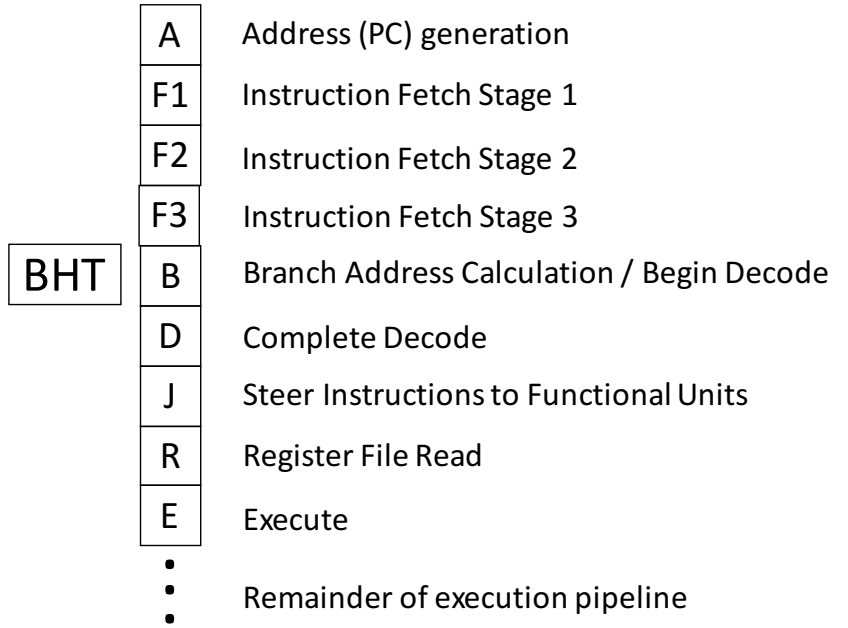 A Address (PC) generation
F1 Instruction Fetch Stage 1
F2 Instruction Fetch Stage 2
F3 Instruction Fetch Stage 3
BHT B Branch Address Calculation / Begin Decode
D Complete Decode
J Steer Instructions to Functional Units
R Register File Read
E Execute
Remainder of execution pipeline